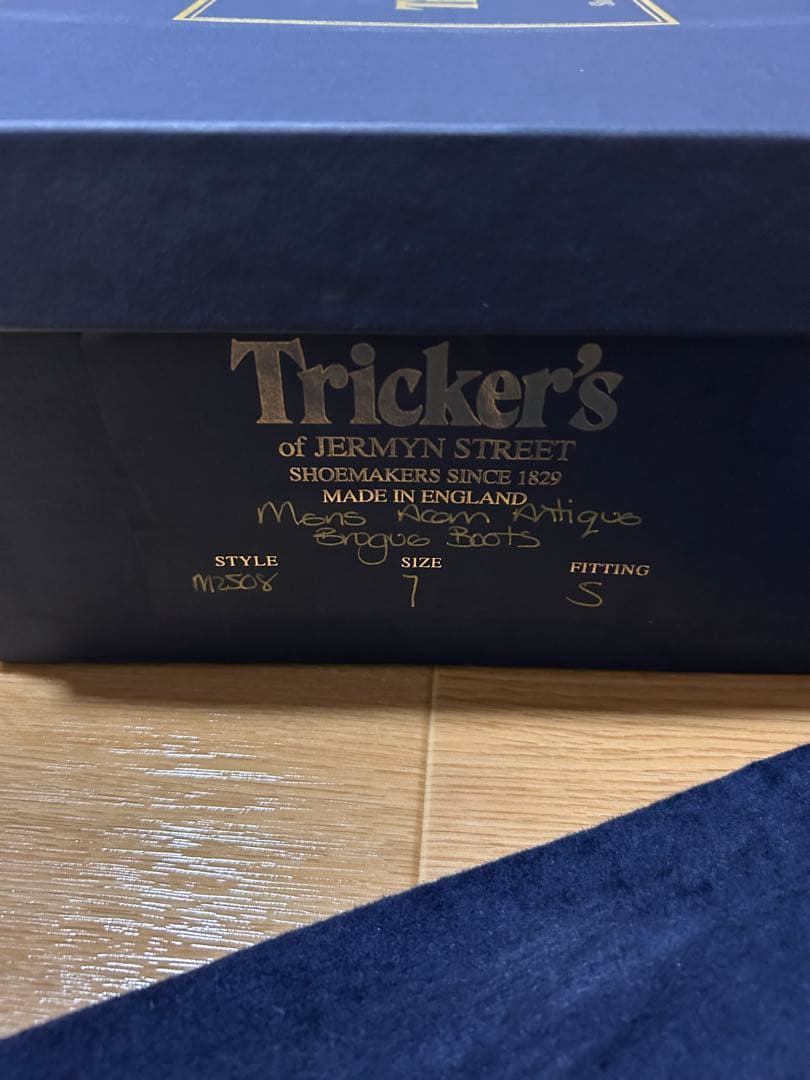 Tricker's
of JERMYN STREET
SHOEMAKERS SINCE 1829
MADE IN ENGLAND
Mens Acorn Antique
Brogue Boots
STYLE SIZE FITTING
M2508 7 5